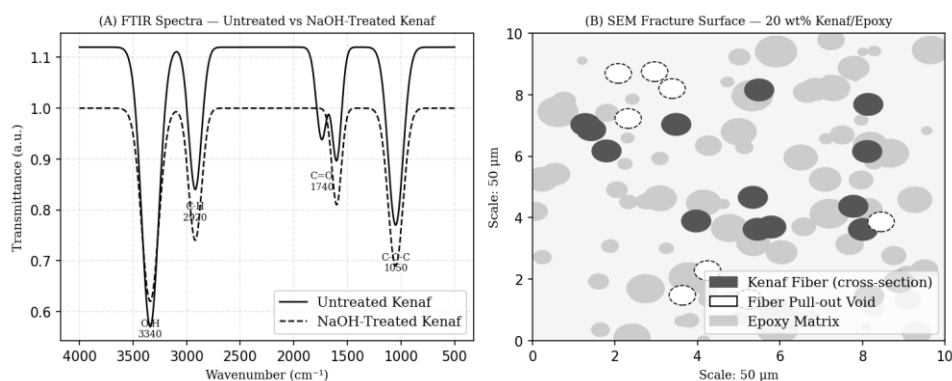 (A) FTIR Spectra — Untreated vs NaOH-Treated Kenaf
Transmittance (a.u.)
1.1
1.0
0.9
0.8
0.7
0.6
C=O
1740
C-H
2920
C-O-C
1050
O-H
3340
Untreated Kenaf
NaOH-Treated Kenaf
4000 3500 3000 2500 2000 1500 1000 500
Wavenumber (cm⁻¹)
(B) SEM Fracture Surface — 20 wt% Kenaf/Epoxy
Scale: 50 μm
10
8
6
4
2
0
Kenaf Fiber (cross-section)
Fiber Pull-out Void
Epoxy Matrix
0 2 4 6 8 10
Scale: 50 μm